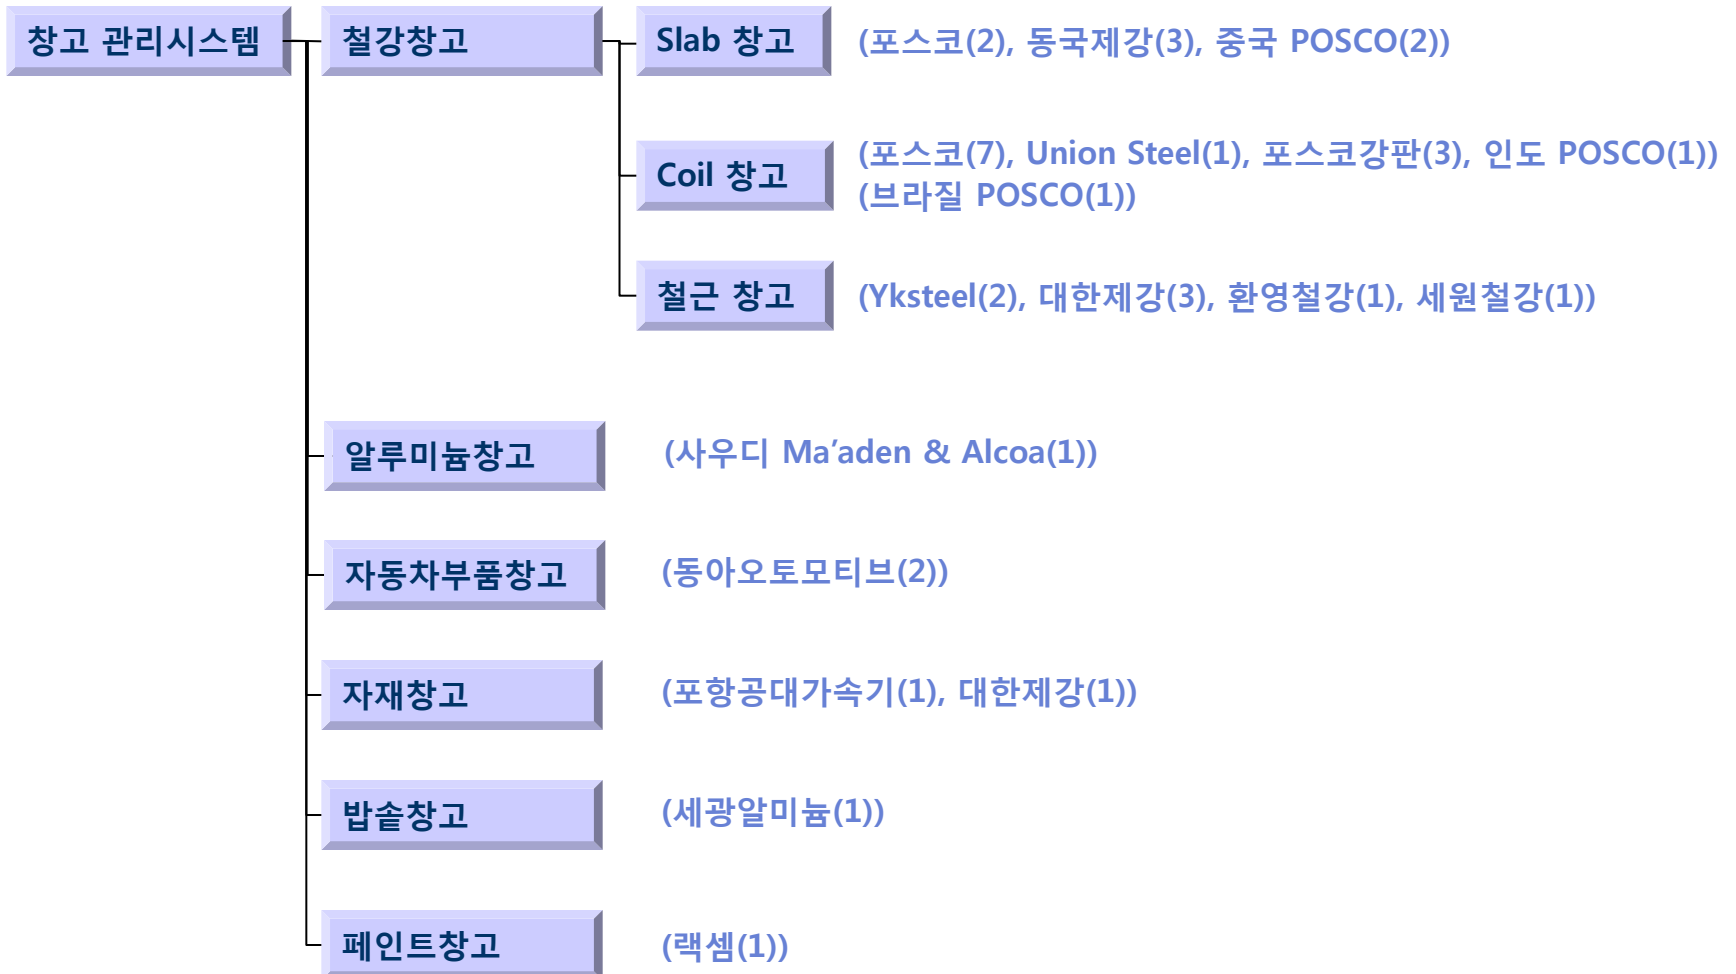 창고 관리시스템
철강창고
Slab 창고
(포스코(2), 동국제강(3), 중국 POSCO(2))
Coil 창고
(포스코(7), Union Steel(1), 포스코강판(3), 인도 POSCO(1))
(브라질 POSCO(1))
철근 창고
(Yksteel(2), 대한제강(3), 환영철강(1), 세원철강(1))
알루미늄창고
(사우디 Ma’aden & Alcoa(1))
자동차부품창고
(동아오토모티브(2))
자재창고
(포항공대가속기(1), 대한제강(1))
밥솥창고
(세광알미늄(1))
페인트창고
(랙셈(1))